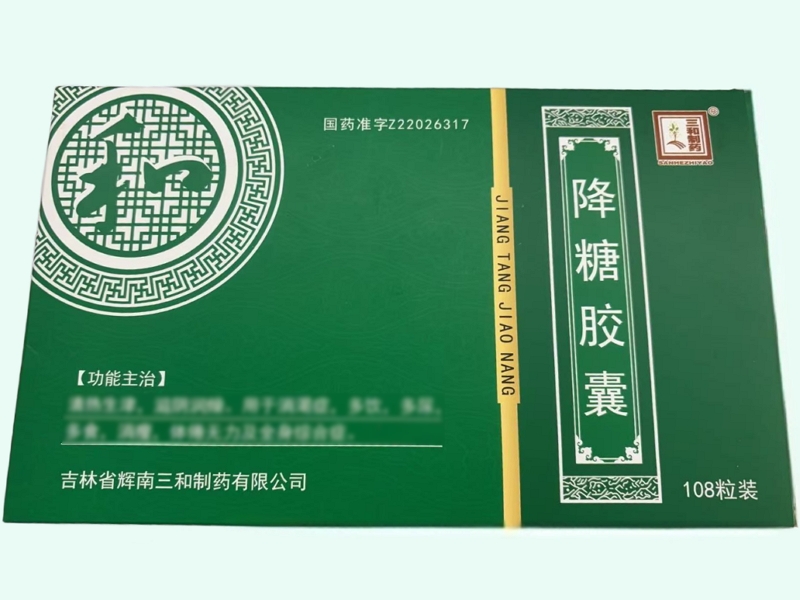 和
国药准字Z22026317
【功能主治】
吉林省辉南三和制药有限公司
JIANG TANG JIAO NANG
降糖胶囊
三和制药
SANHEZHIYAO
®
108粒装